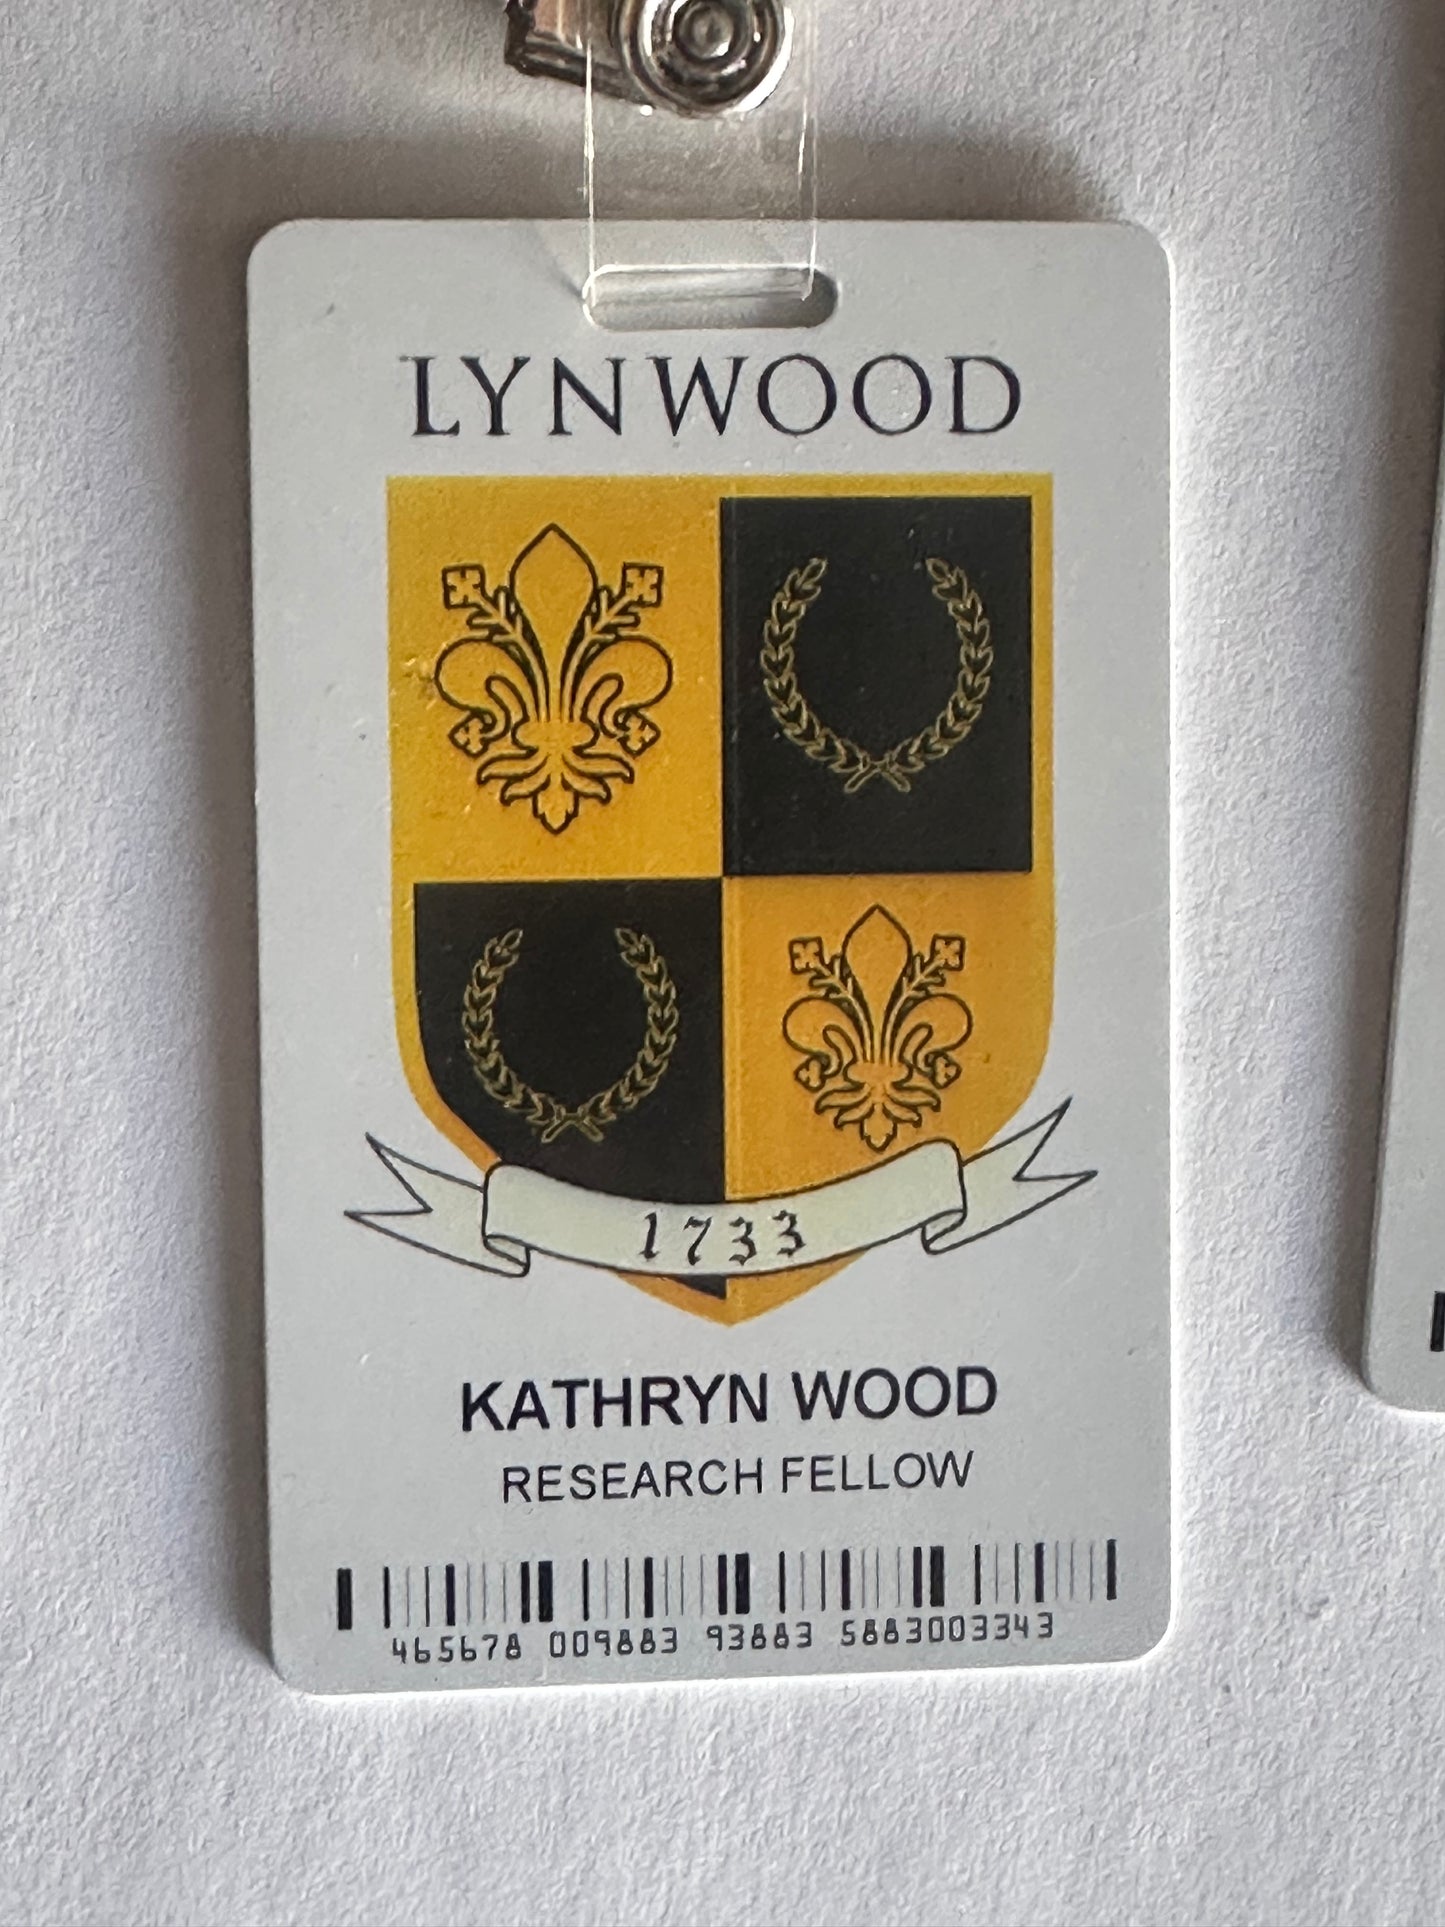 LYNWOOD
1733
KATHRYN WOOD
RESEARCH FELLOW
465678 009883 93883 5883003343